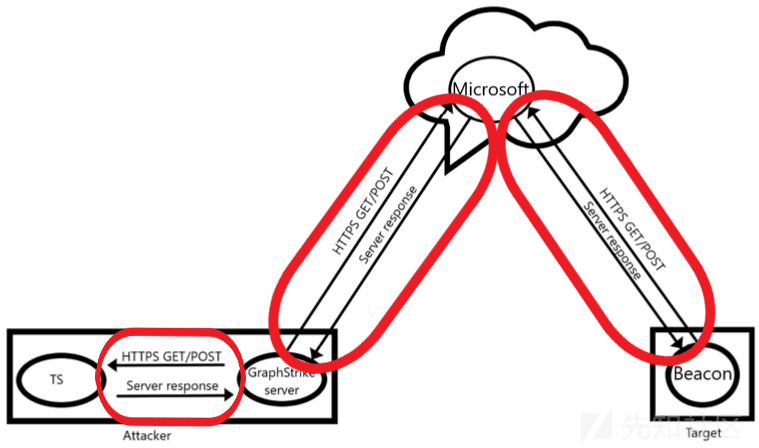 Microsoft
HTTPS GET/POST
Server response
HTTPS GET/POST
Server response
HTTPS GET/POST
Server response
TS
GraphStrike
server
Beacon
Attacker
Target
先知社区